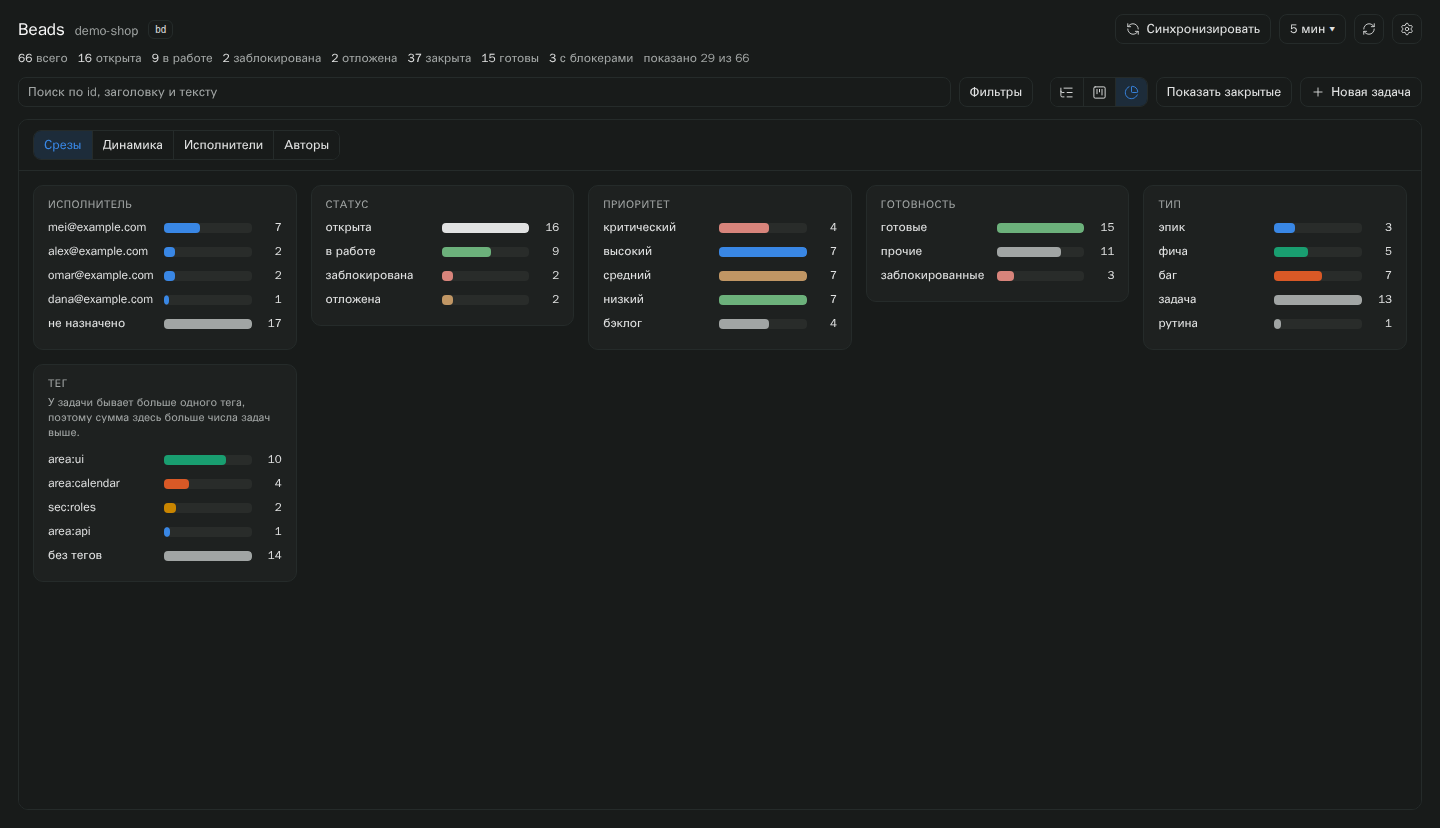 Beads demo-shop bd
Синхронизировать 5 мин
66 всего 16 открыта 9 в работе 2 заблокирована 2 отложена 37 закрыта 15 готовы 3 с блокерами показано 29 из 66
Поиск по id, заголовку и тексту
Фильтры
Показать закрытые
Новая задача
Срезы Динамика Исполнители Авторы
ИСПОЛНИТЕЛЬ
mei@example.com 7
alex@example.com 2
omar@example.com 2
dana@example.com 1
не назначено 17
СТАТУС
открыта 16
в работе 9
заблокирована 2
отложена 2
ПРИОРИТЕТ
критический 4
высокий 7
средний 7
низкий 7
бэклог 4
ГОТОВНОСТЬ
готовые 15
прочие 11
заблокированные 3
ТИП
эпик 3
фича 5
баг 7
задача 13
рутина 1
ТЕГ
У задачи бывает больше одного тега,
поэтому сумма здесь больше числа задач
выше.
area:ui 10
area:calendar 4
sec:roles 2
area:api 1
без тегов 14